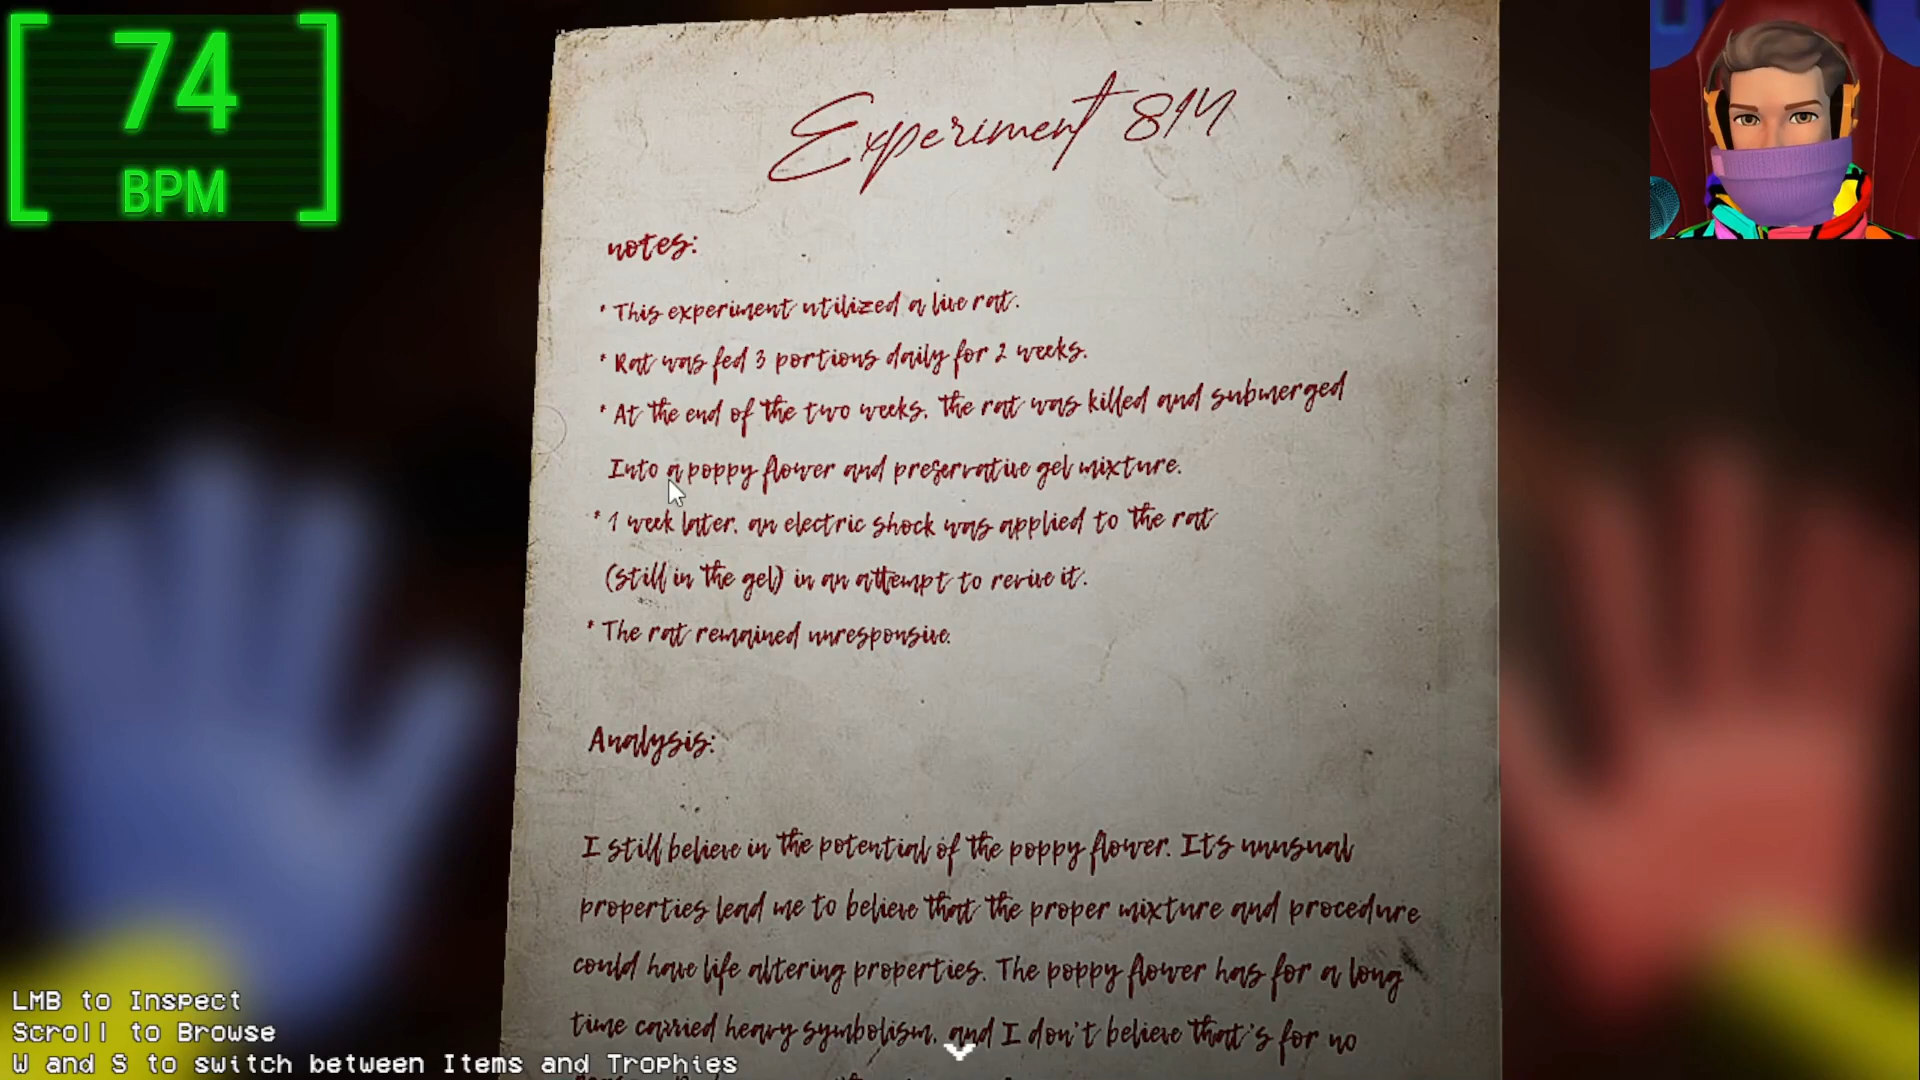 74
BPM
Experiment 814
notes:
* This experiment utilized a live rat.
* Rat was fed 3 portions daily for 2 weeks.
* At the end of the two weeks, the rat was killed and submerged
Into a poppy flower and preservative gel mixture.
* 1 week later, an electric shock was applied to the rat
(still in the gel) in an attempt to revive it.
* The rat remained unresponsive.
Analysis:
I still believe in the potential of the poppy flower. Its unusual
properties lead me to believe that the proper mixture and procedure
could have life altering properties. The poppy flower has for a long
time carried heavy symbolism, and I don't believe that's for no
LMB to Inspect
Scroll to Browse
W and S to switch between Items and Trophies